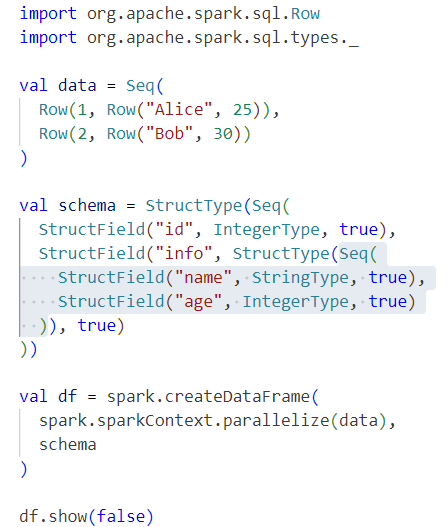 import org.apache.spark.sql.Row
import org.apache.spark.sql.types._

val data = Seq(
  Row(1, Row("Alice", 25)),
  Row(2, Row("Bob", 30))
)

val schema = StructType(Seq(
  StructField("id", IntegerType, true),
  StructField("info", StructType(Seq(
    StructField("name", StringType, true),
    StructField("age", IntegerType, true)
  )), true)
))

val df = spark.createDataFrame(
  spark.sparkContext.parallelize(data),
  schema
)

df.show(false)